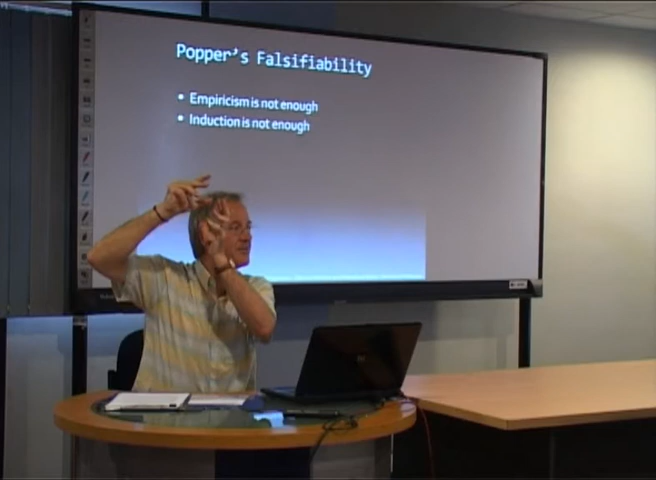 Popper's Falsifiability
• Empiricism is not enough
• Induction is not enough